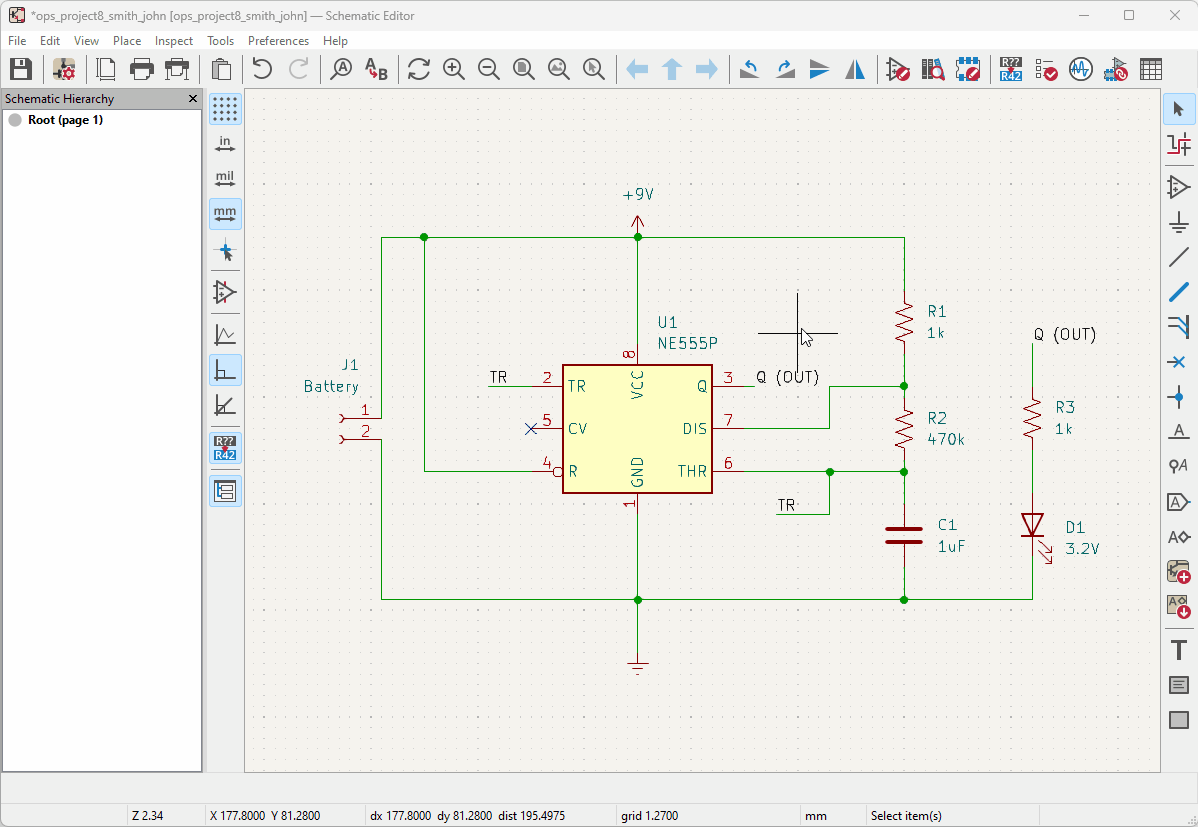 *ops_project8_smith_john [ops_project8_smith_john] — Schematic Editor
File Edit View Place Inspect Tools Preferences Help
A
B
R??
R42
Schematic Hierarchy
Root (page 1)
in
mil
mm
R??
R42
+9V
U1
NE555P
R1
1k
Q (OUT)
J1
Battery
1
2
TR
2
5
4
8
TR
CV
R
VCC
GND
Q
DIS
THR
1
3
7
6
Q (OUT)
TR
R2
470k
R3
1k
C1
1uF
D1
3.2V
A
A
A
A
A
T
Z 2.34
X 177.8000 Y 81.2800
dx 177.8000 dy 81.2800 dist 195.4975
grid 1.2700
mm
Select item(s)